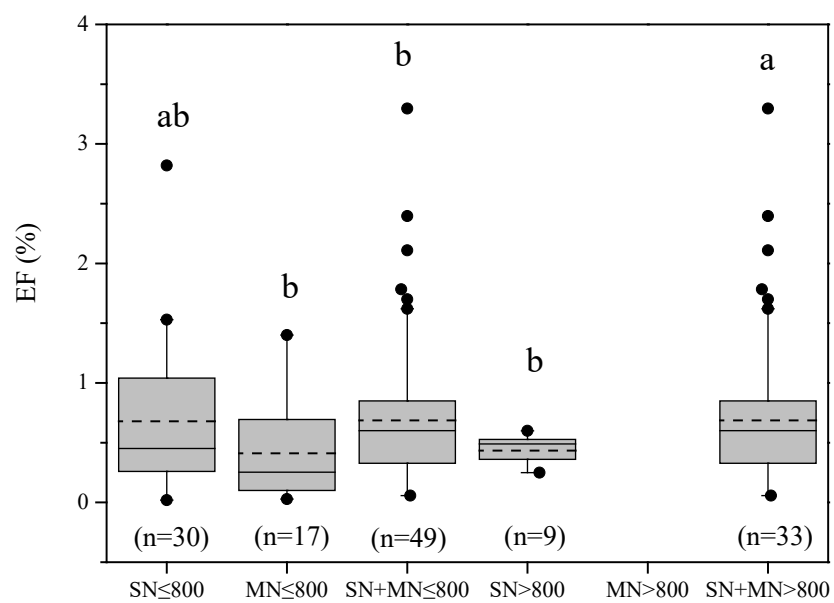 4
b
a
ab
3
EF (%)
2
b
b
1
0
(n=30) (n=17) (n=49) (n=9) (n=33)
SN≤800 MN≤800 SN+MN≤800 SN>800 MN>800 SN+MN>800